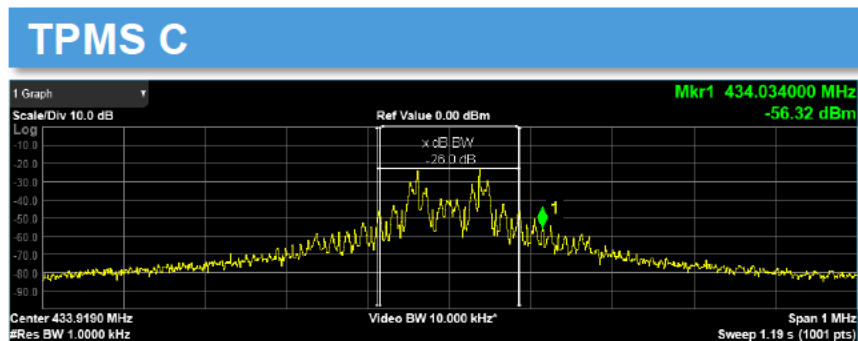 TPMS C
1 Graph
Mkr1 434.034000 MHz
Scale/Div 10.0 dB
Ref Value 0.00 dBm
-56.32 dBm
Log
x dB BW
-26.0 dB
1
-10.0
-20.0
-30.0
-40.0
-50.0
-60.0
-70.0
-80.0
-90.0
Center 433.9190 MHz
Video BW 10.000 kHz*
Span 1 MHz
#Res BW 1.0000 kHz
Sweep 1.19 s (1001 pts)